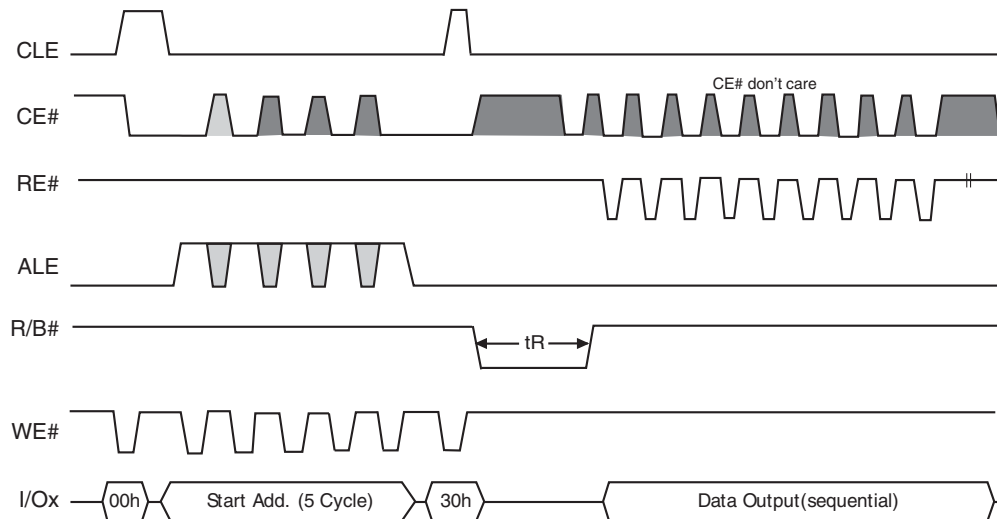 CLE
CE# don't care
CE#
RE#
ALE
R/B#
tR
WE#
I/Ox
00h
Start Add. (5 Cycle)
30h
Data Output(sequential)